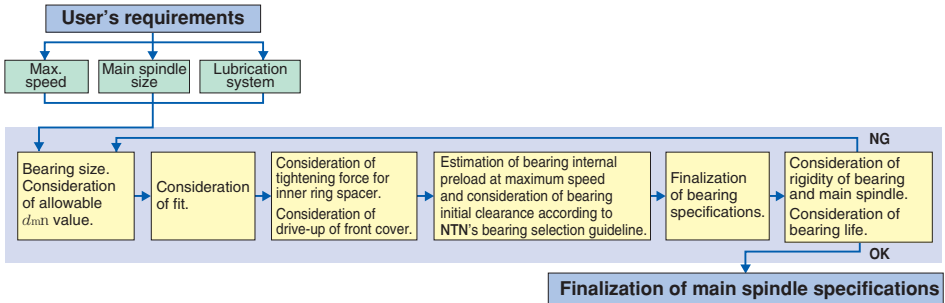 User's requirements
Max.
speed
Main spindle
size
Lubrication
system
NG
Bearing size.
Consideration
of allowable
dmn value.
Consideration
of fit.
Consideration of
tightening force for
inner ring spacer.
Consideration of
drive-up of front cover.
Estimation of bearing internal
preload at maximum speed
and consideration of bearing
initial clearance according to
NTN's bearing selection guideline.
Finalization
of bearing
specifications.
Consideration of
rigidity of bearing
and main spindle.
Consideration of
bearing life.
OK
Finalization of main spindle specifications